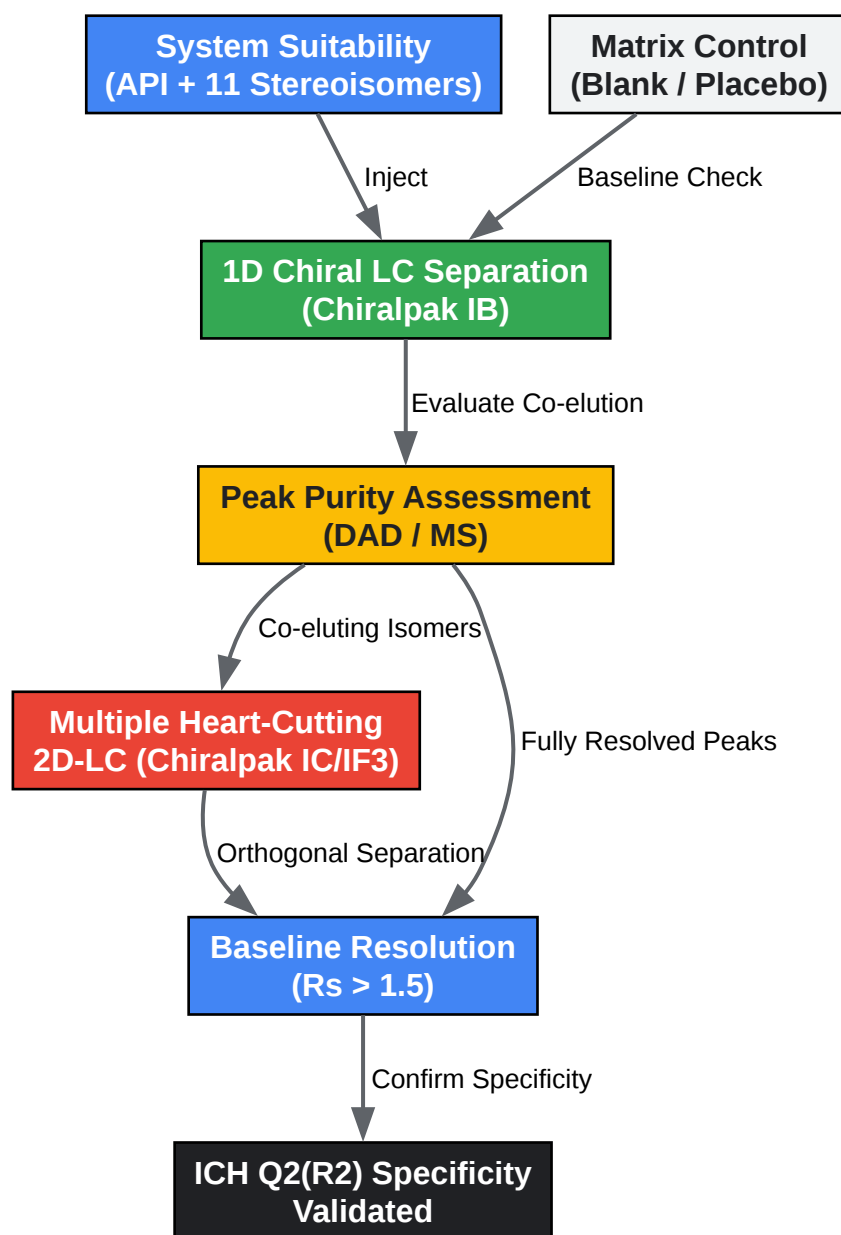 System Suitability
(API + 11 Stereoisomers)
Matrix Control
(Blank / Placebo)
Inject
Baseline Check
1D Chiral LC Separation
(Chiralpak IB)
Evaluate Co-elution
Peak Purity Assessment
(DAD / MS)
Co-eluting Isomers
Multiple Heart-Cutting
2D-LC (Chiralpak IC/IF3)
Fully Resolved Peaks
Orthogonal Separation
Baseline Resolution
(Rs > 1.5)
Confirm Specificity
ICH Q2(R2) Specificity
Validated